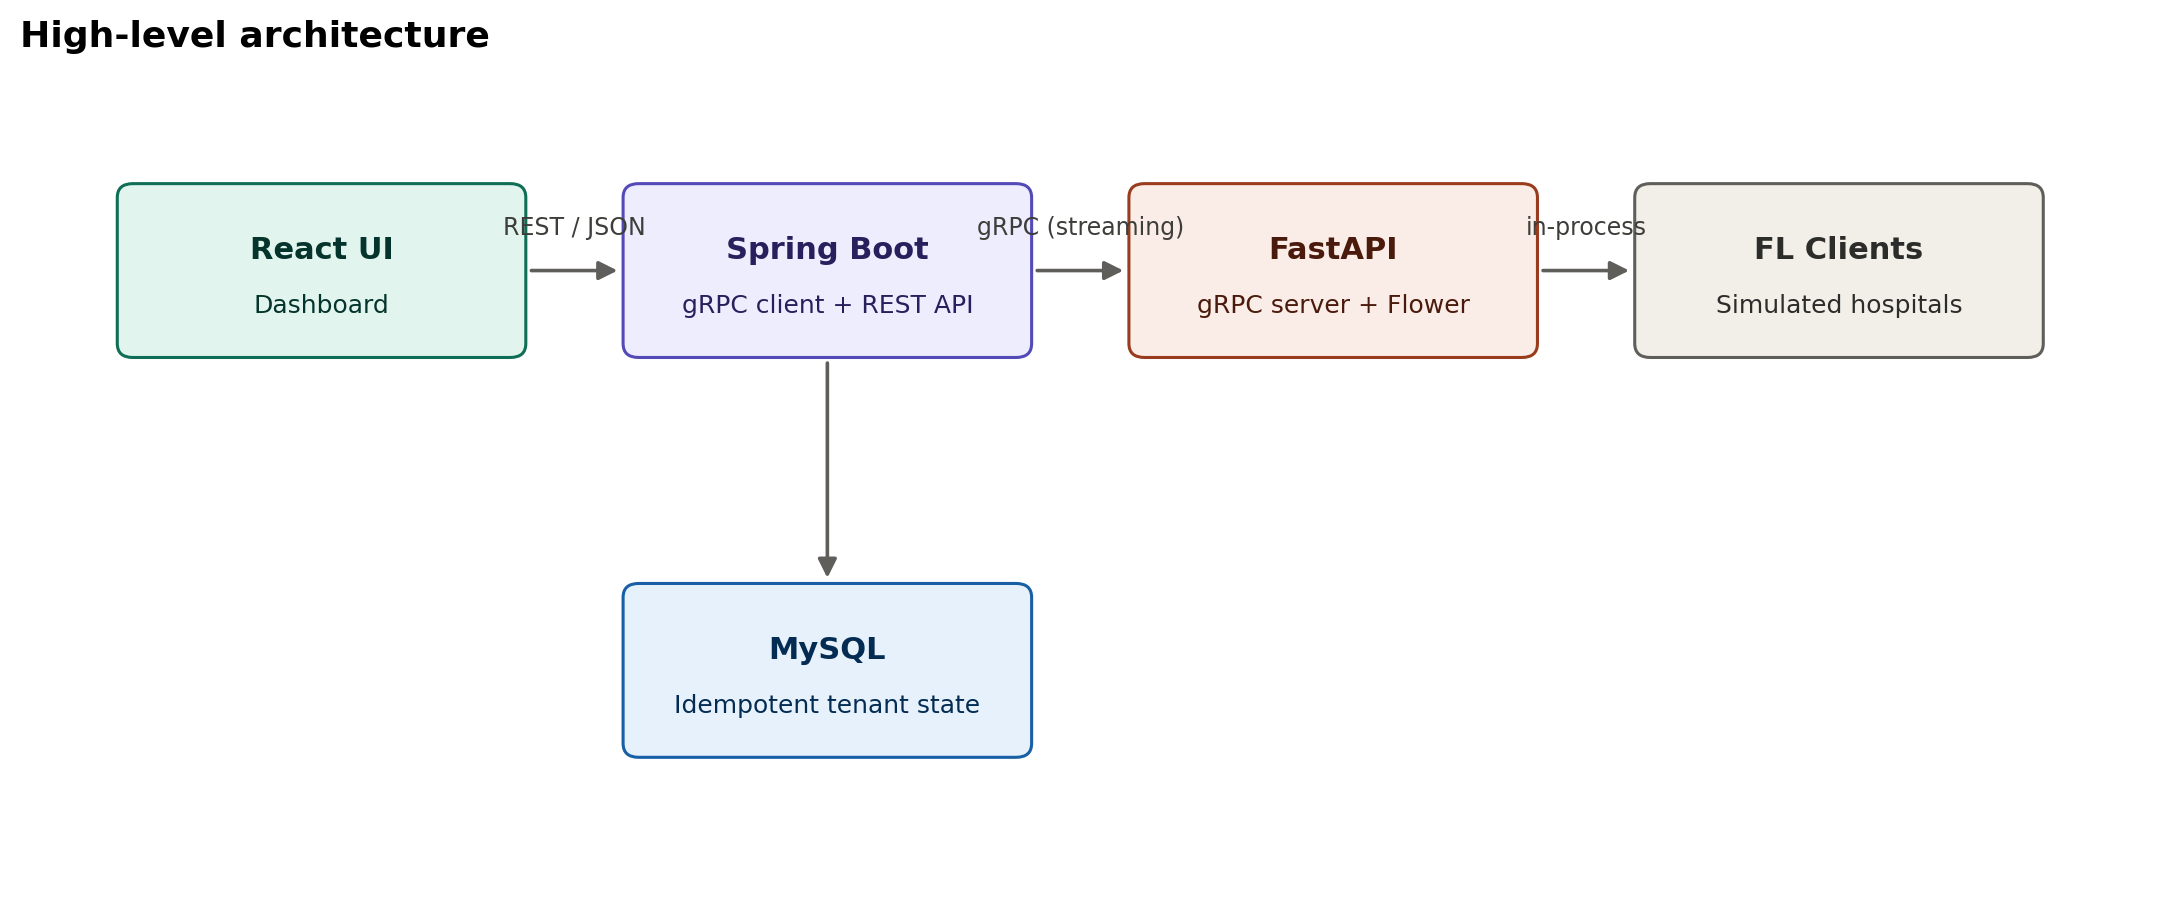 High-level architecture
REST / JSON
gRPC (streaming)
in-process
React UI
Dashboard
Spring Boot
gRPC client + REST API
FastAPI
gRPC server + Flower
FL Clients
Simulated hospitals
MySQL
Idempotent tenant state